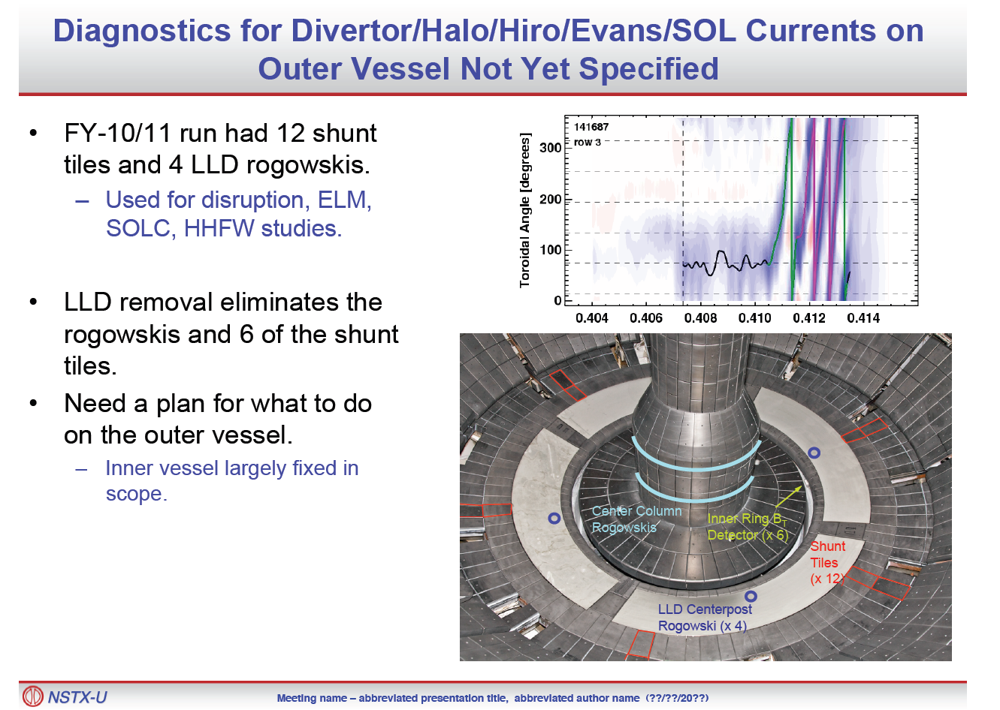 Diagnostics for Divertor/Halo/Hiro/Evans/SOL Currents on
Outer Vessel Not Yet Specified
• FY-10/11 run had 12 shunt
tiles and 4 LLD rogowskis.
– Used for disruption, ELM,
SOLC, HHFW studies.
• LLD removal eliminates the
rogowskis and 6 of the shunt
tiles.
• Need a plan for what to do
on the outer vessel.
– Inner vessel largely fixed in
scope.
141687
row 3
Toroidal Angle [degrees]
300
200
100
0
0.404 0.406 0.408 0.410 0.412 0.414
Center Column
Rogowskis
Inner Ring BT
Detector (x 6)
Shunt
Tiles
(x 12)
LLD Centerpost
Rogowski (x 4)
NSTX-U
Meeting name – abbreviated presentation title, abbreviated author name (??/??/20??)